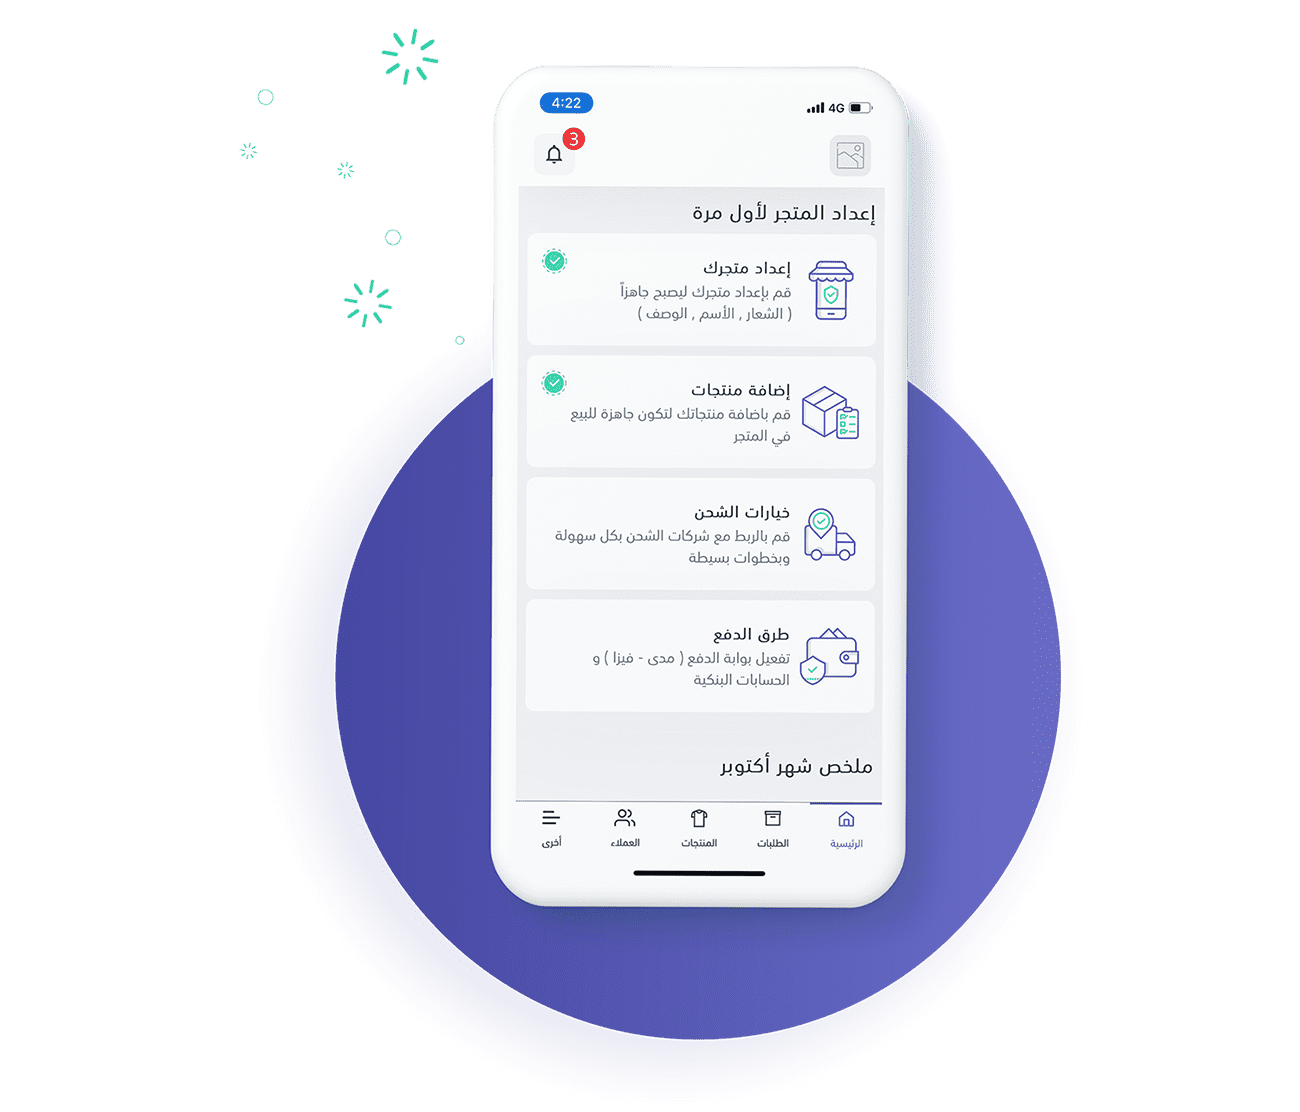 4:22
4G
3
إعداد المتجر لأول مرة
إعداد متجرك
قم بإعداد متجرك ليصبح جاهزاً
( الشعار , الأسم , الوصف )
إضافة منتجات
قم باضافة منتجاتك لتكون جاهزة للبيع
في المتجر
خيارات الشحن
قم بالربط مع شركات الشحن بكل سهولة
وبخطوات بسيطة
طرق الدفع
تفعيل بوابة الدفع ( مدى - فيزا ) و
الحسابات البنكية
ملخص شهر أكتوبر
الرئيسية
الطلبات
المنتجات
العملاء
أخرى